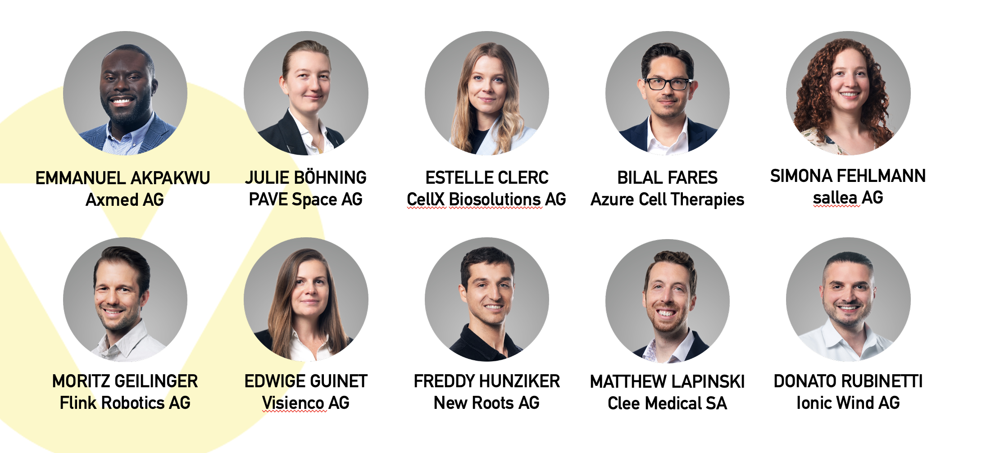 EMMANUEL AKPAKWU
Axmed AG
JULIE BÖHNING
PAVE Space AG
ESTELLE CLERC
CellX Biosolutions AG
BILAL FARES
Azure Cell Therapies
SIMONA FEHLMANN
sallea AG
MORITZ GEILINGER
Flink Robotics AG
EDWIGE GUINET
Visienco AG
FREDDY HUNZIKER
New Roots AG
MATTHEW LAPINSKI
Clee Medical SA
DONATO RUBINETTI
Ionic Wind AG